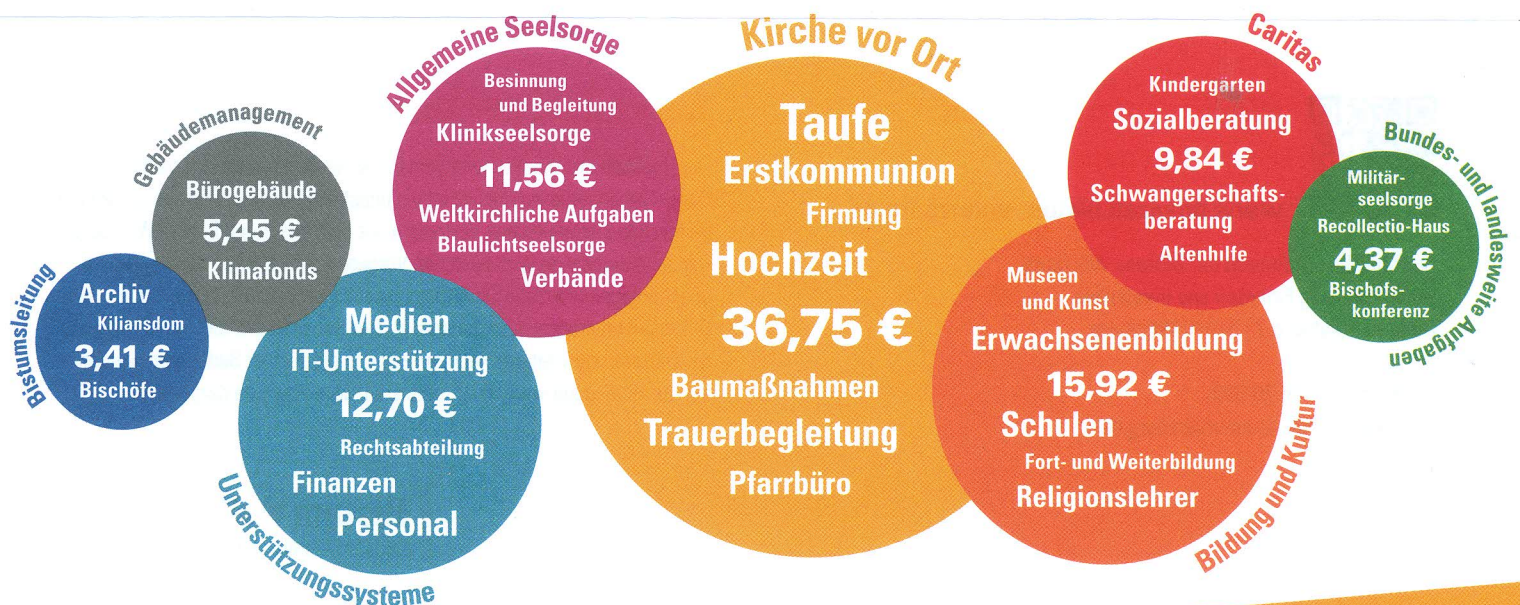 Bistumsleitung
Archiv
Kiliansdom
3,41 €
Bischöfe
Gebäudemanagement
Bürogebäude
5,45 €
Klimafonds
Unterstützungssysteme
Medien
IT-Unterstützung
12,70 €
Rechtsabteilung
Finanzen
Personal
Allgemeine Seelsorge
Besinnung
und Begleitung
Klinikseelsorge
11,56 €
Weltkirchliche Aufgaben
Blaulichtseelsorge
Verbände
Kirche vor Ort
Taufe
Erstkommunion
Firmung
Hochzeit
36,75 €
Baumaßnahmen
Trauerbegleitung
Pfarrbüro
Bildung und Kultur
Museen
und Kunst
Erwachsenenbildung
15,92 €
Schulen
Fort- und Weiterbildung
Religionslehrer
Caritas
Kindergärten
Sozialberatung
9,84 €
Schwangerschafts-
beratung
Altenhilfe
Bundes- und landesweite Aufgaben
Militär-
seelsorge
Recollectio-Haus
4,37 €
Bischofs-
konferenz